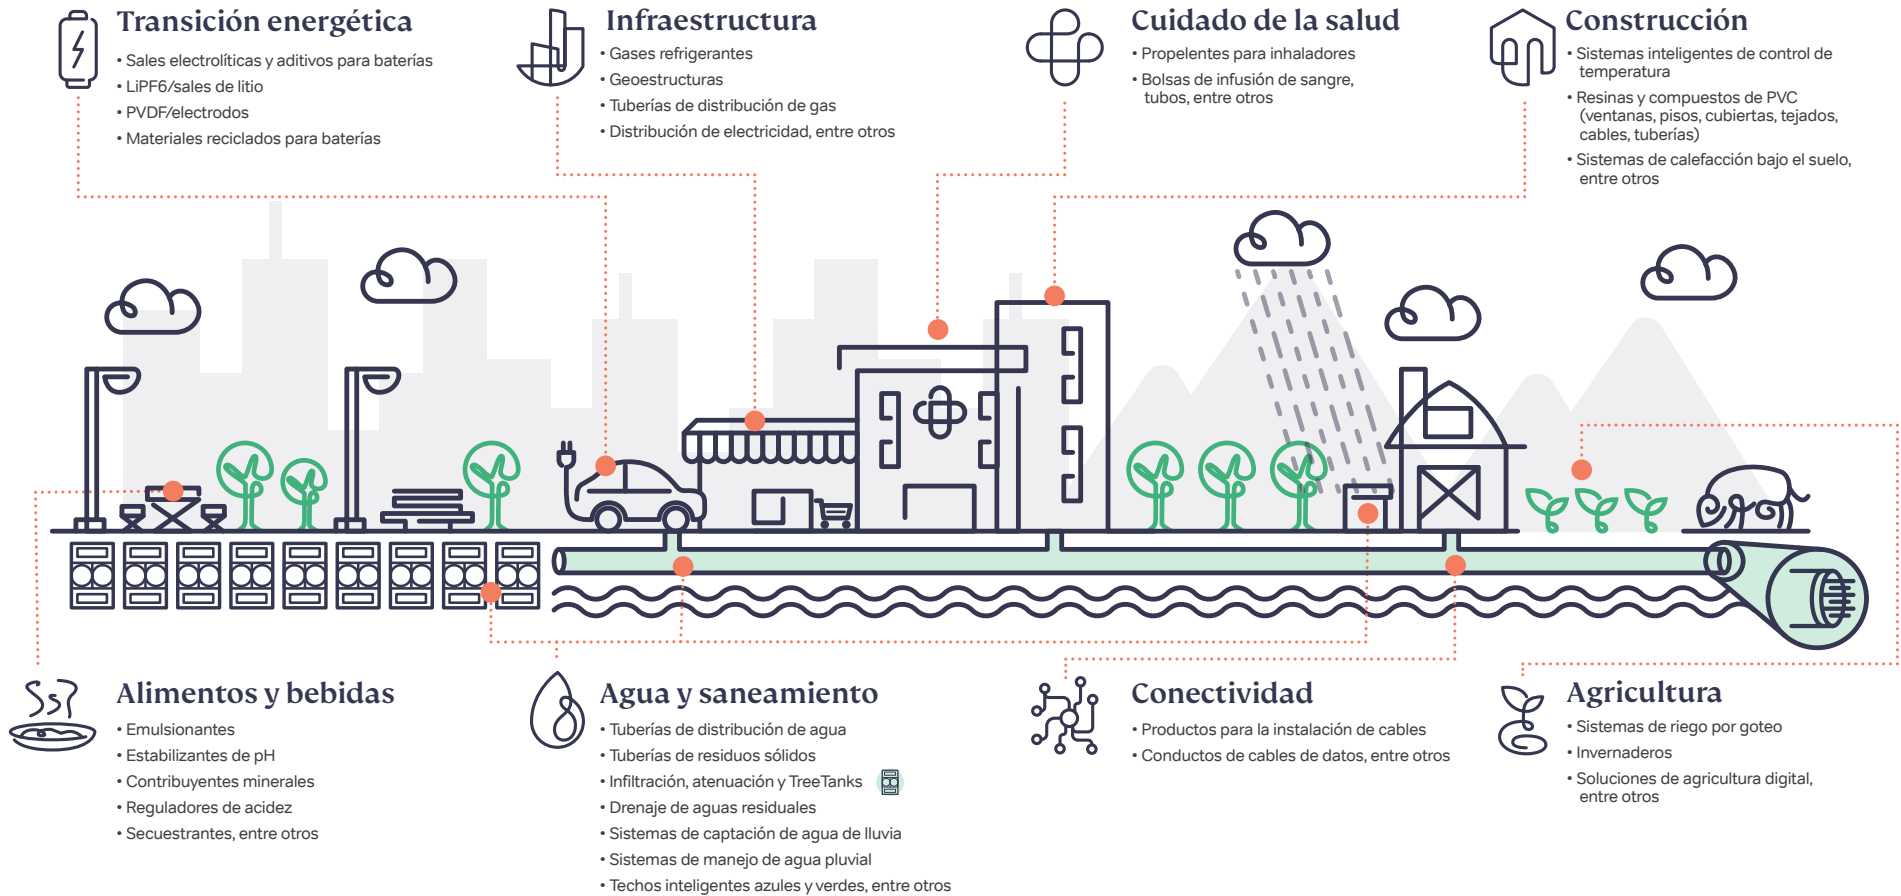 Transición energética
• Sales electrolíticas y aditivos para baterías
• LiPF6/sales de litio
• PVDF/electrodos
• Materiales reciclados para baterías
Infraestructura
• Gases refrigerantes
• Geoestructuras
• Tuberías de distribución de gas
• Distribución de electricidad, entre otros
Cuidado de la salud
• Propelentes para inhaladores
• Bolsas de infusión de sangre,
tubos, entre otros
Construcción
• Sistemas inteligentes de control de
temperatura
• Resinas y compuestos de PVC
(ventanas, pisos, cubiertas, tejados,
cables, tuberías)
• Sistemas de calefacción bajo el suelo,
entre otros
Alimentos y bebidas
• Emulsionantes
• Estabilizantes de pH
• Contribuyentes minerales
• Reguladores de acidez
• Secuestrantes, entre otros
Agua y saneamiento
• Tuberías de distribución de agua
• Tuberías de residuos sólidos
• Infiltración, atenuación y TreeTanks
• Drenaje de aguas residuales
• Sistemas de captación de agua de lluvia
• Sistemas de manejo de agua pluvial
• Techos inteligentes azules y verdes, entre otros
Conectividad
• Productos para la instalación de cables
• Conductos de cables de datos, entre otros
Agricultura
• Sistemas de riego por goteo
• Invernaderos
• Soluciones de agricultura digital,
entre otros